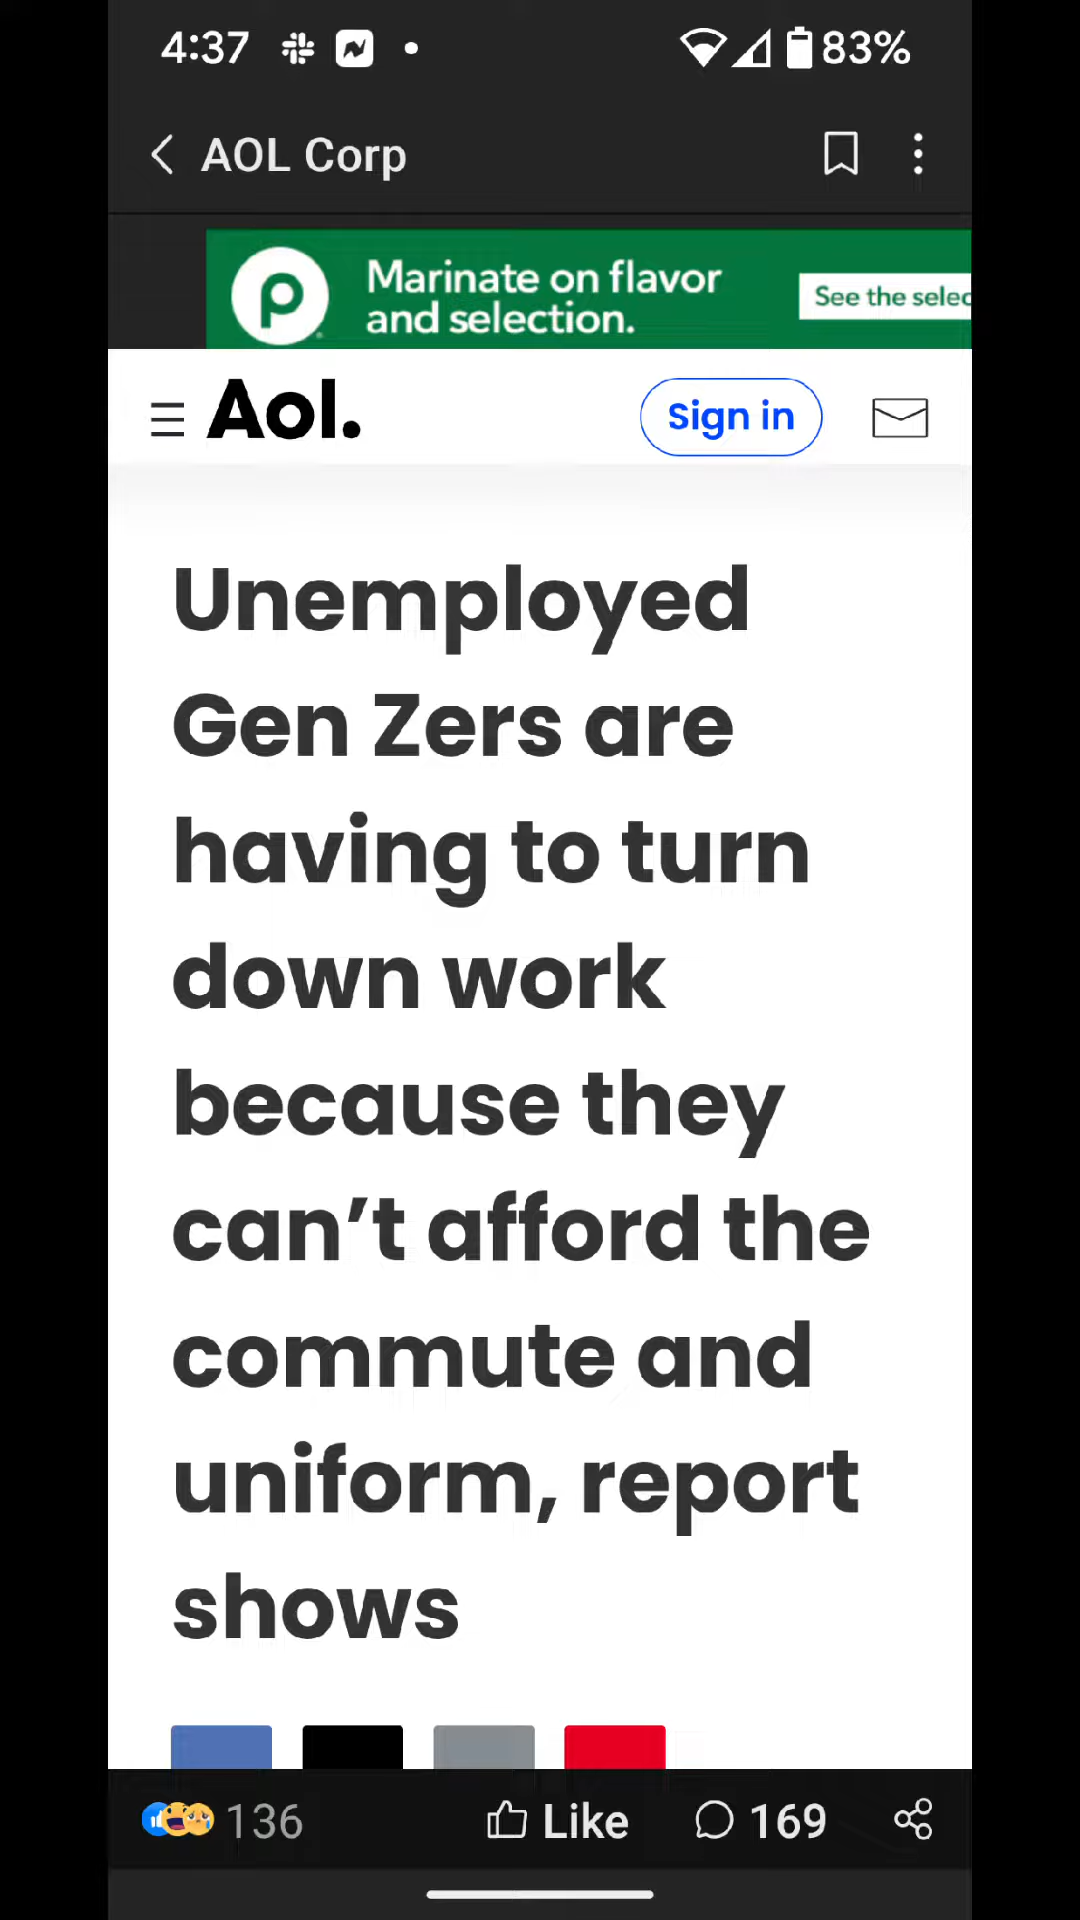 4:37 83%
AOL Corp
Marinate on flavor
and selection.
See the selec
Aol.
Sign in
Unemployed
Gen Zers are
having to turn
down work
because they
can’t afford the
commute and
uniform, report
shows
136 Like 169